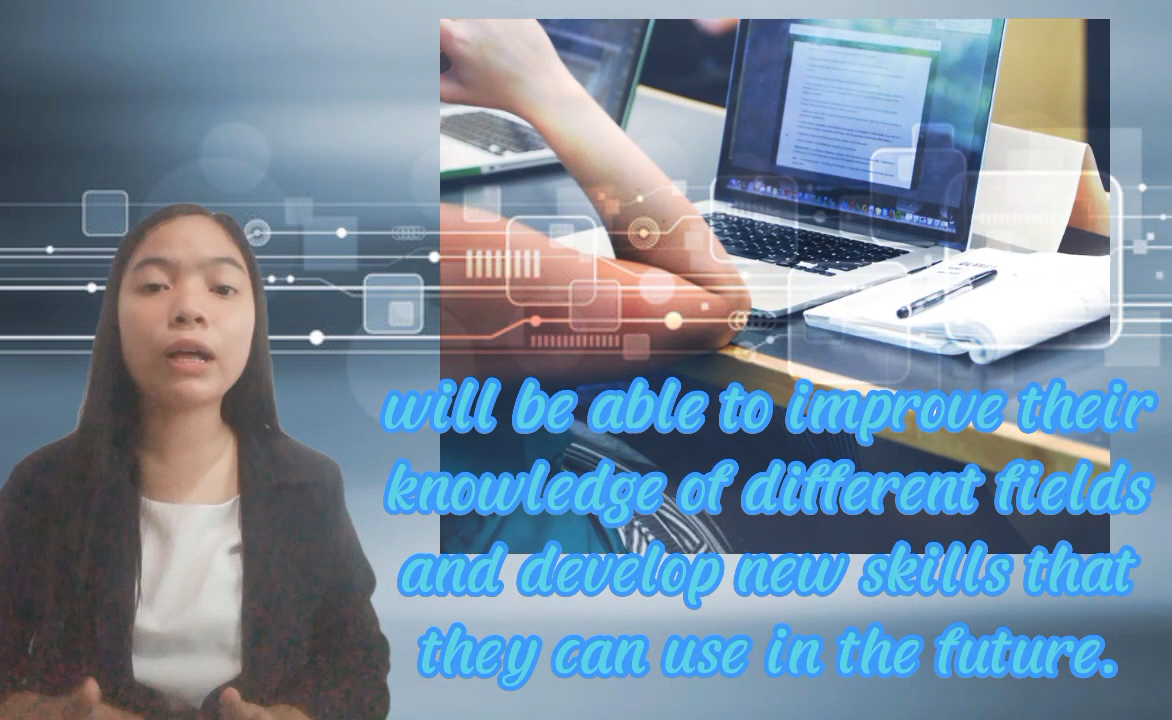 will be able to improve their
knowledge of different fields
and develop new skills that
they can use in the future.